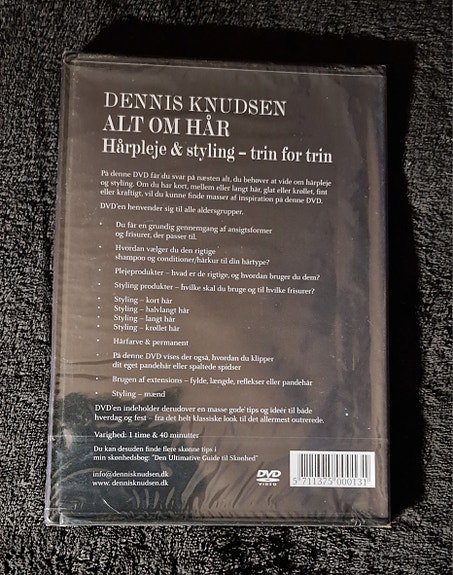 DENNIS KNUDSEN
ALT OM HÅR
Hårpleje & styling – trin for trin
På denne DVD får du svar på næsten alt, du behøver at vide om hårpleje
og styling. Om du har kort, mellem eller langt hår, glat eller krøllet, fint
eller kraftigt, vil du kunne finde masser af inspiration på denne DVD.
DVD'en henvender sig til alle aldersgrupper.
• Du får en grundig gennemgang af ansigtsformer
og frisurer, der passer til.
• Hvordan vælger du den rigtige
shampoo og conditioner/hårkur til din hårtype?
• Plejeprodukter – hvad er de rigtige, og hvordan bruger du dem?
• Styling produkter – hvilke skal du bruge og til hvilke frisurer?
• Styling – kort hår
• Styling – halvlangt hår
• Styling – langt hår
• Styling – krøllet hår
• Hårfarve & permanent
• På denne DVD vises der også, hvordan du klipper
dit eget pandehår eller spaltede spidser
• Brugen af extensions – fylde, længde, reflekser eller pandehår
• Styling – mænd
DVD'en indeholder derudover en masse gode tips og ideér til både
hverdag og fest – fra det helt klassiske look til det allermest outrerede.
Varighed: 1 time & 40 minutter
Du kan desuden finde flere skønne tips i
min skønhedsbog: "Den Ultimative Guide til Skønhed"
info@dennisknudsen.dk
www.dennisknudsen.dk
DVD
VIDEO
5 711375 000131